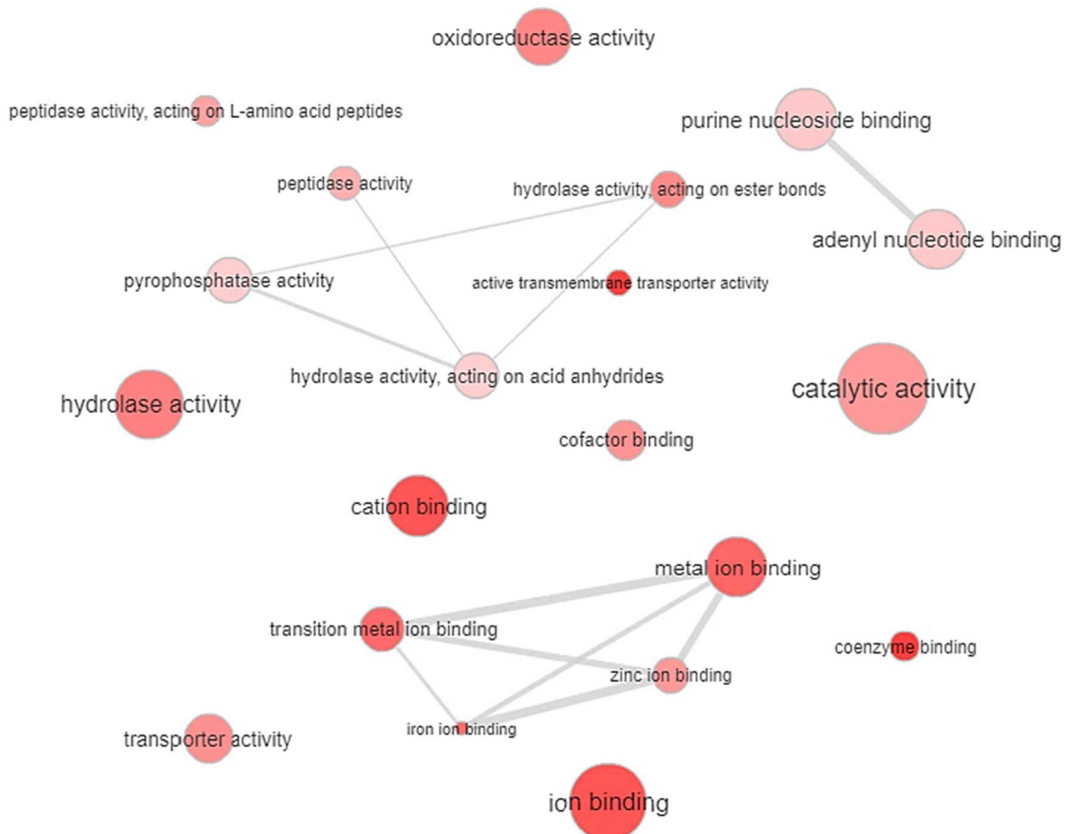 oxidoreductase activity
peptidase activity, acting on L-amino acid peptides
purine nucleoside binding
peptidase activity
hydrolase activity, acting on ester bonds
adenyl nucleotide binding
pyrophosphatase activity
active transmembrane transporter activity
hydrolase activity, acting on acid anhydrides
catalytic activity
hydrolase activity
cofactor binding
cation binding
metal ion binding
transition metal ion binding
coenzyme binding
zinc ion binding
iron ion binding
transporter activity
ion binding